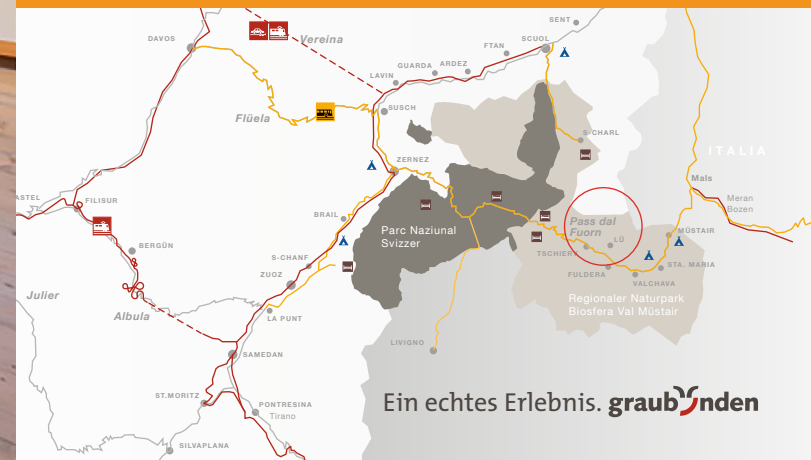 SENT
DAVOS
Vereina
SCUOL
FTAN
GUARDA
ARDEZ
LAVIN
SUSCH
Flüela
S-CHARL
ITALIA
ZERNEZ
Mals
ASTEL
FILISUR
Meran
Bozen
BRAIL
Parc Naziunal
Svizzer
Pass dal
Fuorn
LÜ
MÜSTAIR
BERGÜN
TSCHIERV
S-CHANF
STA. MARIA
ZUOZ
FULDERA
VALCHAVA
Julier
Albula
Regionaler Naturpark
Biosfera Val Müstair
LA PUNT
LIVIGNO
SAMEDAN
ST.MORITZ
PONTRESINA
Tirano
Ein echtes Erlebnis. graubünden
SILVAPLANA